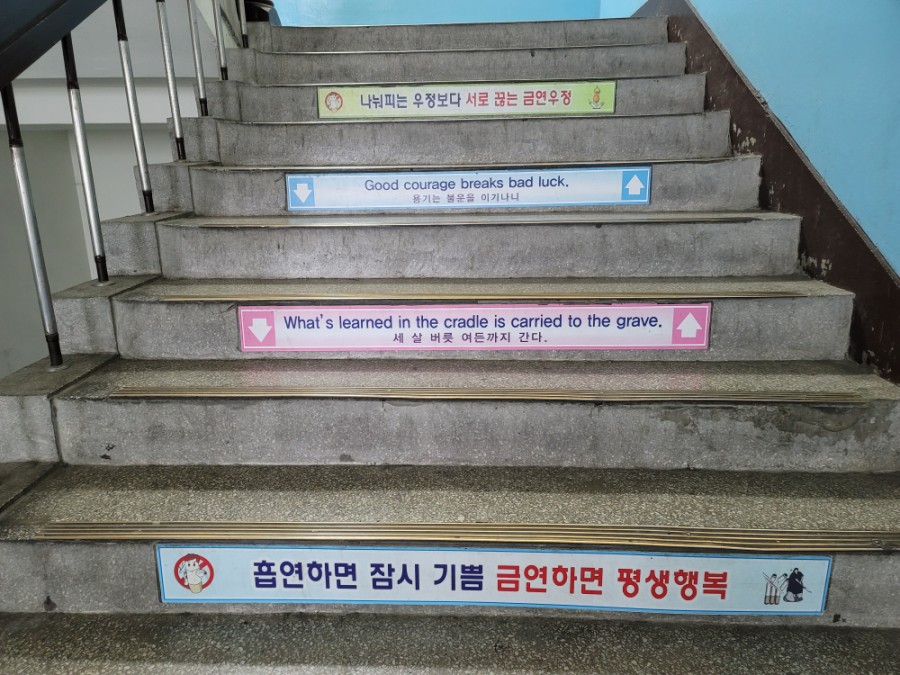 나눠피는 우정보다 서로 끊는 금연우정
Good courage breaks bad luck.
용기는 불운을 이기나니
What's learned in the cradle is carried to the grave.
세 살 버릇 여든까지 간다.
흡연하면 잠시 기쁨 금연하면 평생행복